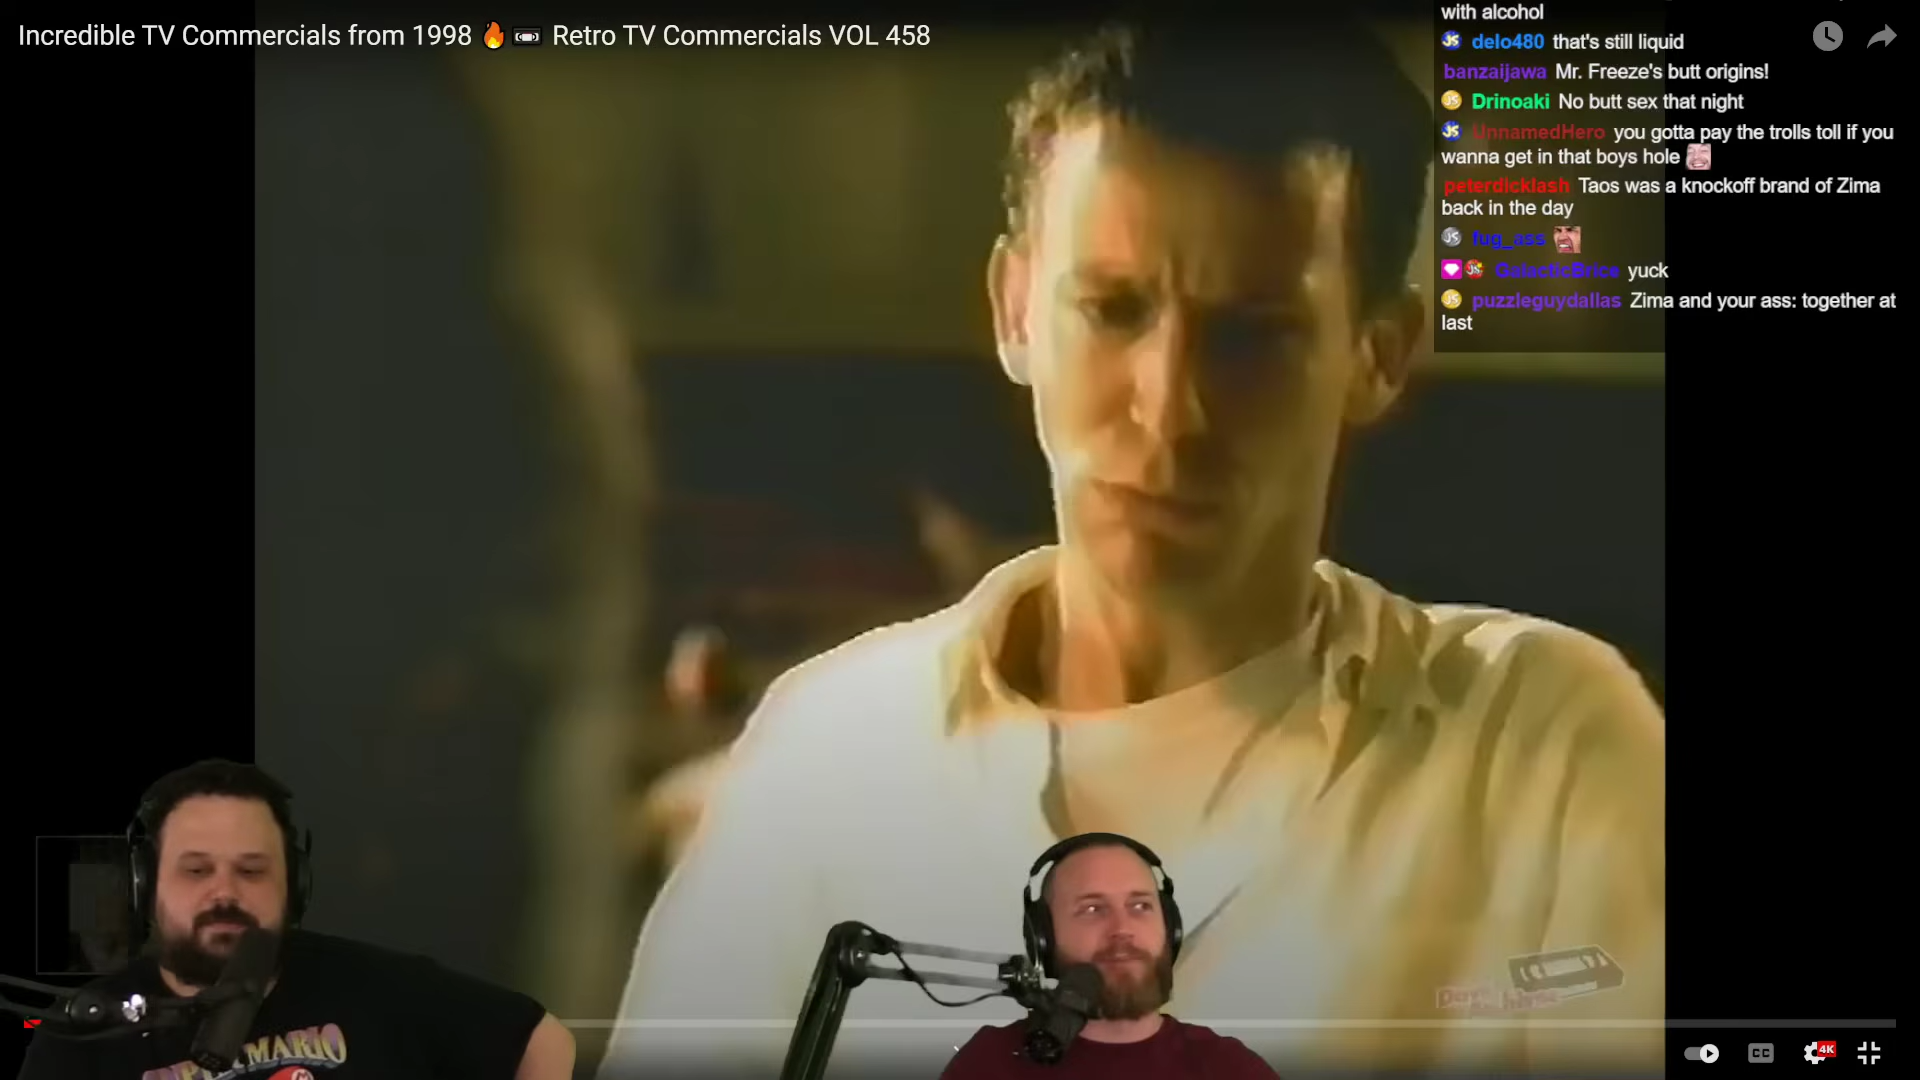 Incredible TV Commercials from 1998 🔥📼 Retro TV Commercials VOL 458
with alcohol
delo480 that's still liquid
banzaijawa Mr. Freeze's butt origins!
Drinoaki No butt sex that night
UnnamedHero you gotta pay the trolls toll if you
wanna get in that boys hole
peterdicklash Taos was a knockoff brand of Zima
back in the day
fug_ass
GalacticBrice yuck
puzzleguydallas Zima and your ass: together at
last
MARIO
CC
4K